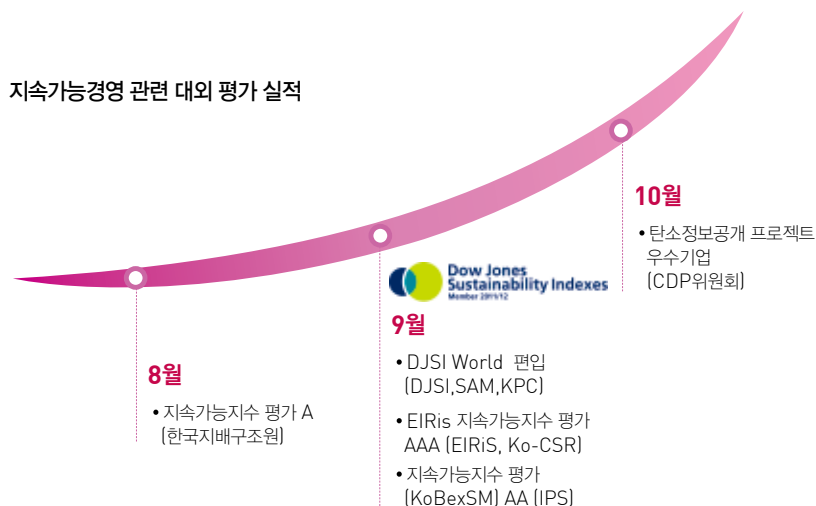 지속가능경영 관련 대외 평가 실적
8월
• 지속가능지수 평가 A
(한국지배구조원)
Dow Jones
Sustainability Indexes
Member 2011/12
9월
• DJSI World 편입
(DJSI,SAM,KPC)
• EIRis 지속가능지수 평가
AAA (EIRiS, Ko-CSR)
• 지속가능지수 평가
(KoBexSM) AA (IPS)
10월
• 탄소정보공개 프로젝트
우수기업
(CDP위원회)